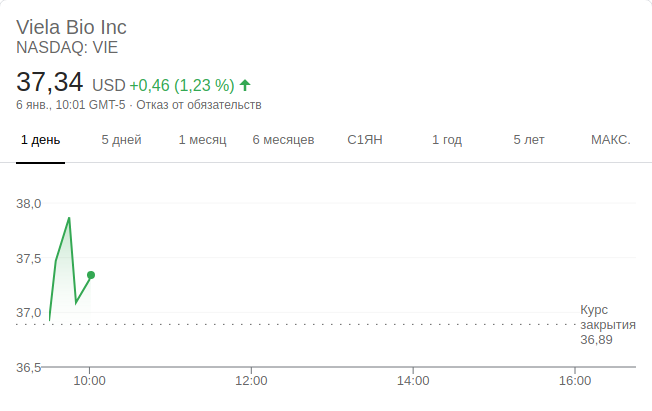 Viela Bio Inc
NASDAQ: VIE
37,34 USD +0,46 (1,23 %)
6 янв., 10:01 GMT-5 · Отказ от обязательств
1 день 5 дней 1 месяц 6 месяцев С1ЯН 1 год 5 лет МАКС.
38,0
37,5
37,0
Курс
закрытия
36,89
36,5
10:00 12:00 14:00 16:00